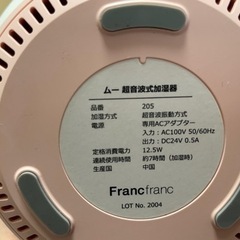 ムー 超音波式加湿器
品番 205
加湿方式 超音波振動方式
電源 専用ACアダプター
入力：AC100V 50/60Hz
出力：DC24V 0.5A
定格消費電力 12.5W
連続使用時間 約7時間（加湿時）
生産国 中国
Francfranc
LOT No. 2004